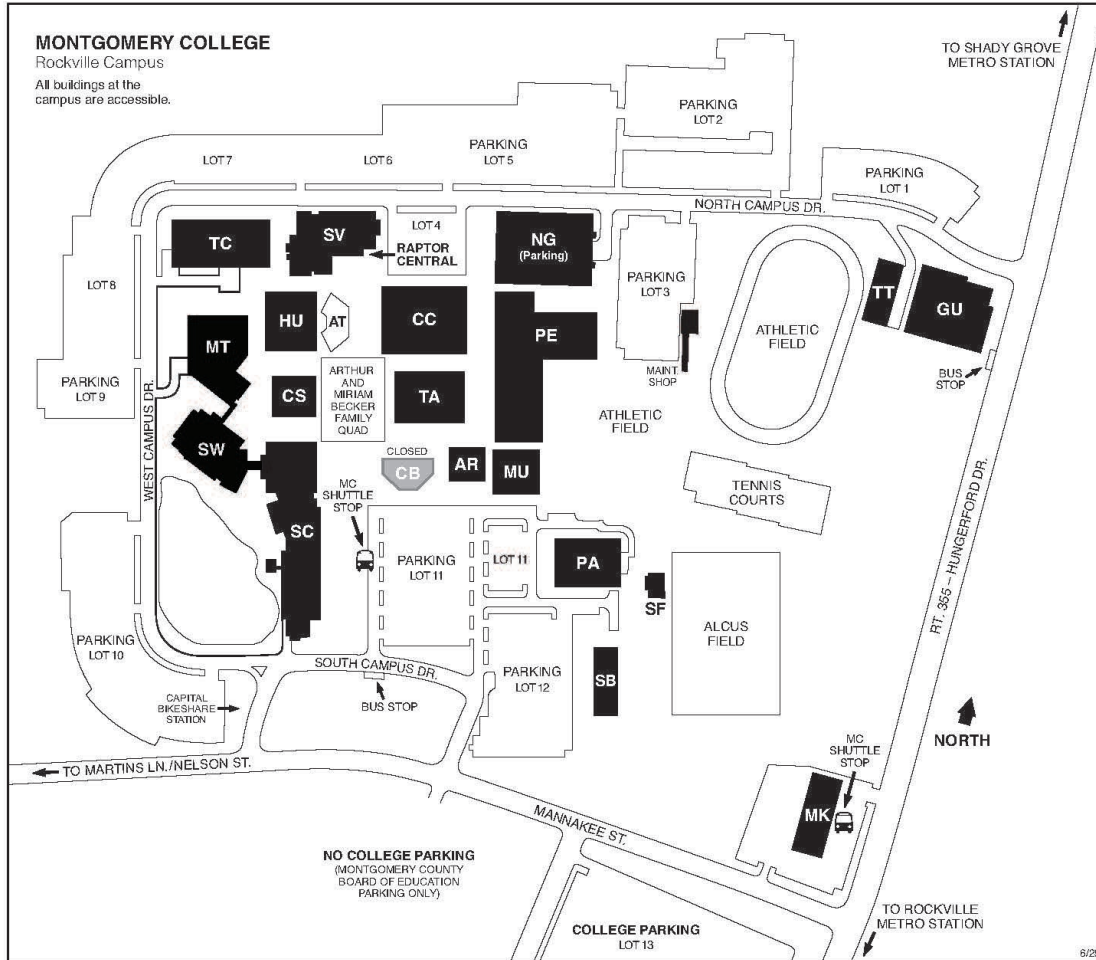 MONTGOMERY COLLEGE
Rockville Campus
All buildings at the
campus are accessible.
TO SHADY GROVE
METRO STATION
PARKING
LOT 2
PARKING
LOT 5
LOT 7
LOT 6
PARKING
LOT 1
NORTH CAMPUS DR.
LOT 4
TC
SV
RAPTOR
CENTRAL
NG
(Parking)
PARKING
LOT 3
TT
GU
LOT 8
HU
AT
CC
PE
ATHLETIC
FIELD
MT
MAINT.
SHOP
BUS
STOP
PARKING
LOT 9
WEST CAMPUS DR.
CS
ARTHUR
AND
MIRIAM
BECKER
FAMILY
QUAD
TA
ATHLETIC
FIELD
SW
CLOSED
CB
AR
MU
TENNIS
COURTS
RT. 355 – HUNGERFORD DR.
MC
SHUTTLE
STOP
SC
PARKING
LOT 11
LOT 11
PA
SF
ALCUS
FIELD
PARKING
LOT 10
SOUTH CAMPUS DR.
PARKING
LOT 12
SB
CAPITAL
BIKESHARE
STATION
BUS STOP
NORTH
MC
SHUTTLE
STOP
TO MARTINS LN./NELSON ST.
MK
MANNAKEE ST.
NO COLLEGE PARKING
(MONTGOMERY COUNTY
BOARD OF EDUCATION
PARKING ONLY)
TO ROCKVILLE
METRO STATION
COLLEGE PARKING
LOT 13